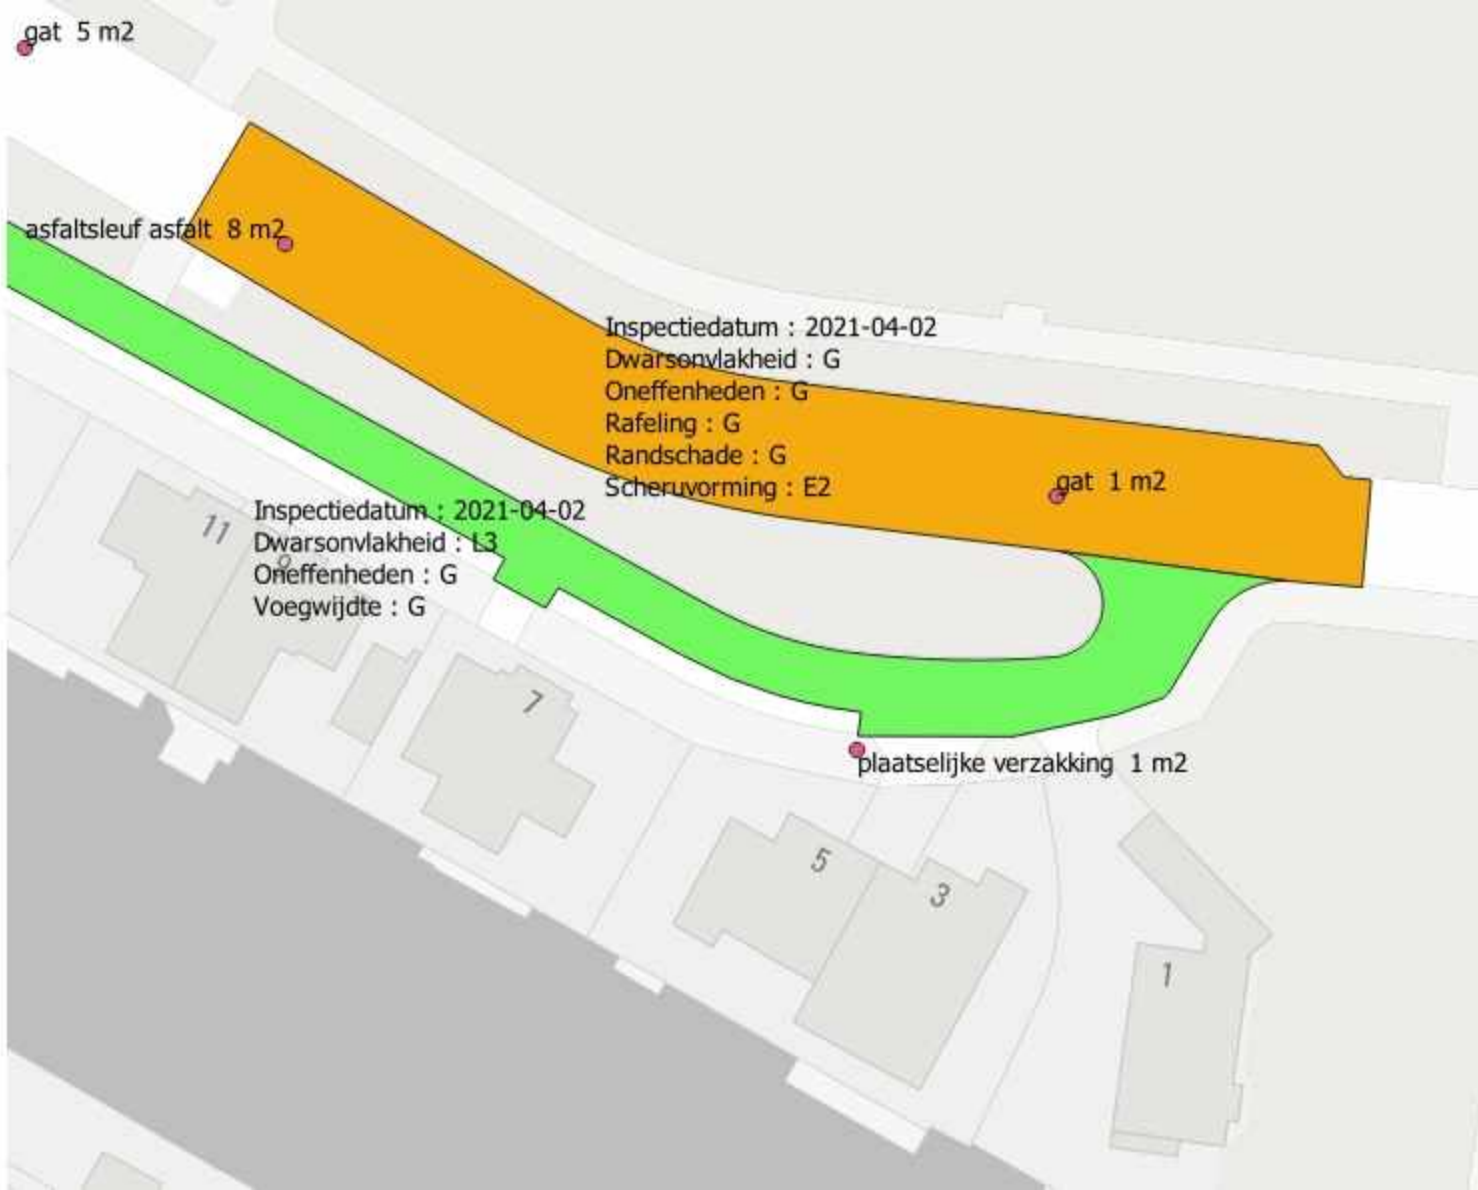 gat 5 m2
asfaltsleuf asfalt 8 m2
Inspectiedatum : 2021-04-02
Dwarsonvlakheid : G
Oneffenheden : G
Rafeling : G
Randschade : G
Scheruvorming : E2
gat 1 m2
Inspectiedatum : 2021-04-02
Dwarsonvlakheid : L3
Oneffenheden : G
Voegwijdte : G
11
9
7
plaatselijke verzakking 1 m2
5
3
1